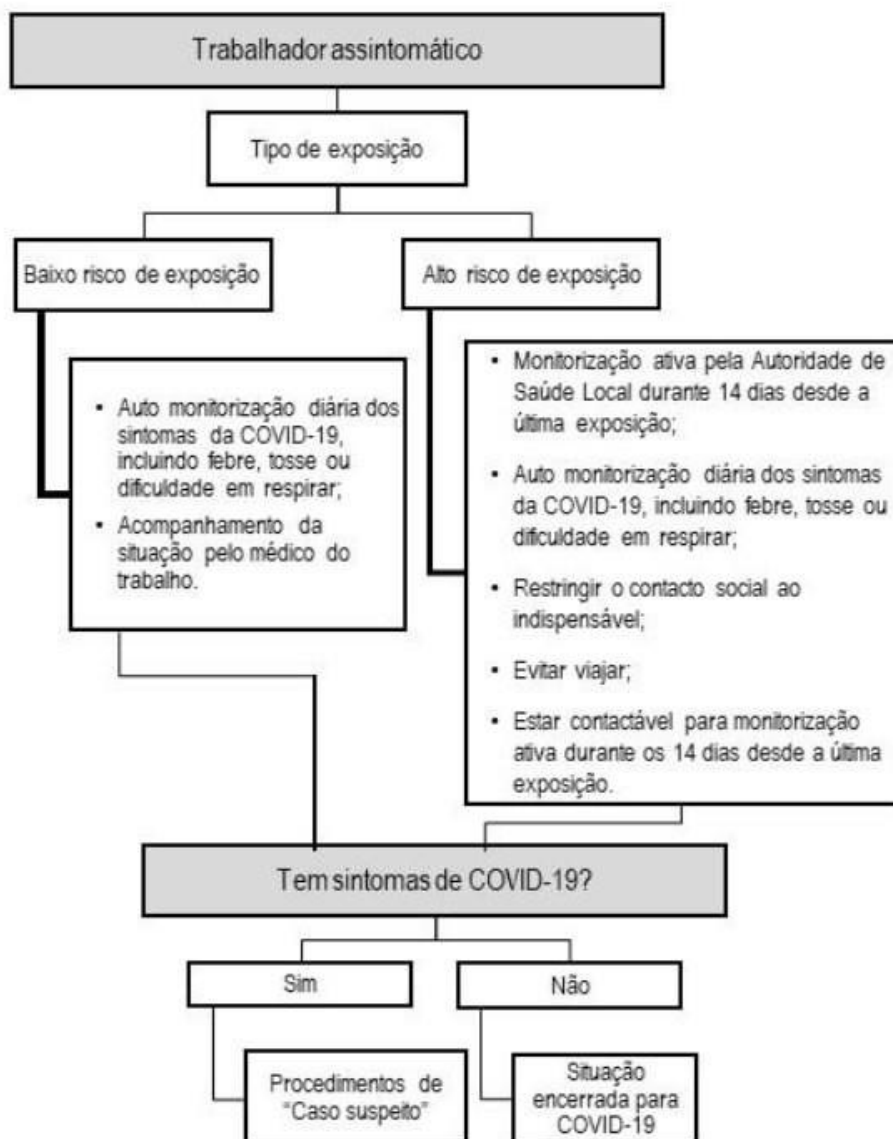 Trabalhador assintomático
Tipo de exposição
Baixo risco de exposição
Alto risco de exposição
• Auto monitorização diária dos
sintomas da COVID-19,
incluindo febre, tosse ou
dificuldade em respirar;
• Acompanhamento da
situação pelo médico do
trabalho.
• Monitorização ativa pela Autoridade de
Saúde Local durante 14 dias desde a
última exposição;
• Auto monitorização diária dos sintomas
da COVID-19, incluindo febre, tosse ou
dificuldade em respirar;
• Restringir o contacto social ao
indispensável;
• Evitar viajar;
• Estar contactável para monitorização
ativa durante os 14 dias desde a última
exposição.
Tem sintomas de COVID-19?
Sim
Não
Procedimentos de
“Caso suspeito”
Situação
encerrada para
COVID-19